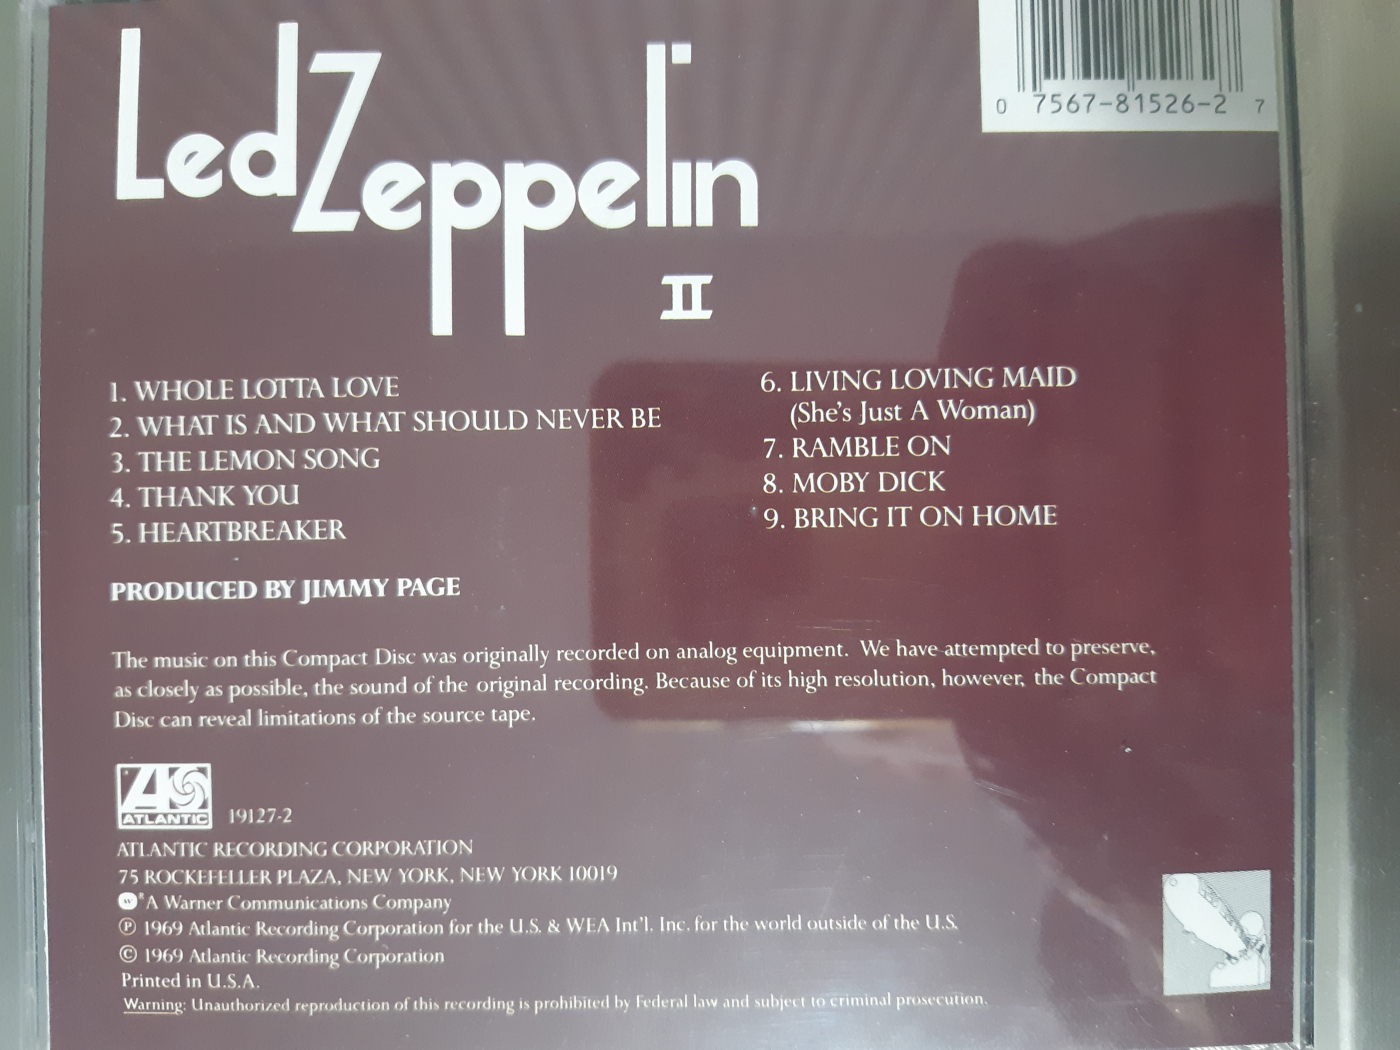 Led Zeppelin
II
0 7567-81526-2 7
1. WHOLE LOTTA LOVE
2. WHAT IS AND WHAT SHOULD NEVER BE
3. THE LEMON SONG
4. THANK YOU
5. HEARTBREAKER
6. LIVING LOVING MAID
(She's Just A Woman)
7. RAMBLE ON
8. MOBY DICK
9. BRING IT ON HOME
PRODUCED BY JIMMY PAGE
The music on this Compact Disc was originally recorded on analog equipment. We have attempted to preserve,
as closely as possible, the sound of the original recording. Because of its high resolution, however, the Compact
Disc can reveal limitations of the source tape.
ATLANTIC
19127-2
ATLANTIC RECORDING CORPORATION
75 ROCKEFELLER PLAZA, NEW YORK, NEW YORK 10019
A Warner Communications Company
℗ 1969 Atlantic Recording Corporation for the U.S. & WEA Int'l. Inc. for the world outside of the U.S.
© 1969 Atlantic Recording Corporation
Printed in U.S.A.
Warning: Unauthorized reproduction of this recording is prohibited by Federal law and subject to criminal prosecution.